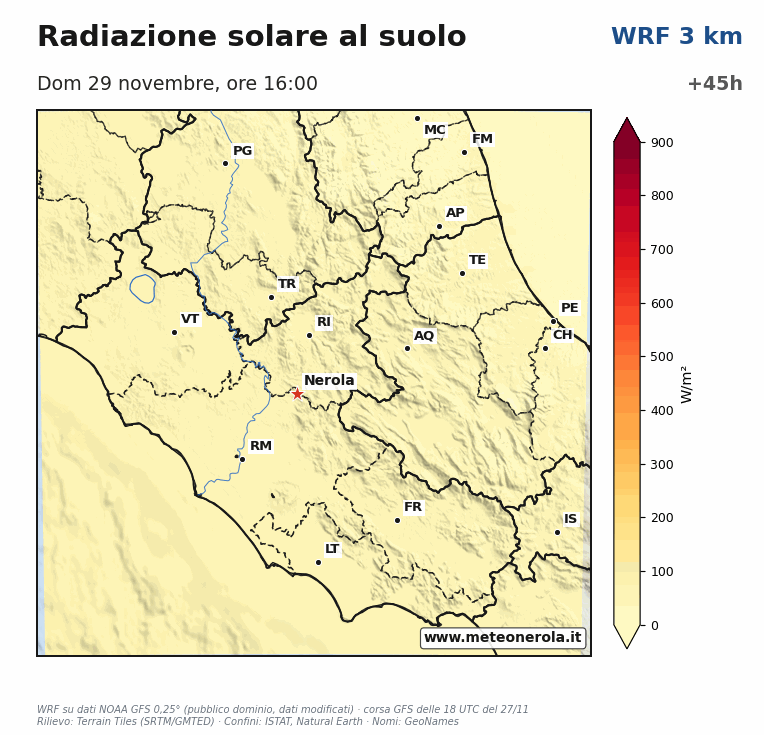 Radiazione solare al suolo
WRF 3 km
Dom 29 novembre, ore 16:00
+45h
MC
FM
PG
AP
TE
TR
PE
VT
RI
AQ
CH
Nerola
RM
FR
IS
LT
www.meteonerola.it
900
800
700
600
500
400
300
200
100
0
W/m²
WRF su dati NOAA GFS 0,25° (pubblico dominio, dati modificati) · corsa GFS delle 18 UTC del 27/11
Rilievo: Terrain Tiles (SRTM/GMTED) · Confini: ISTAT, Natural Earth · Nomi: GeoNames